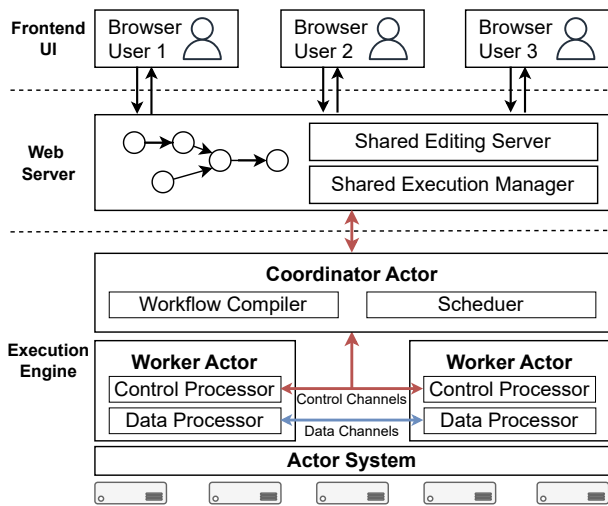 Frontend
UI
Browser
User 1
Browser
User 2
Browser
User 3
Web
Server
Shared Editing Server
Shared Execution Manager
Execution
Engine
Coordinator Actor
Workflow Compiler
Scheduer
Worker Actor
Control Processor
Data Processor
Control Channels
Data Channels
Worker Actor
Control Processor
Data Processor
Actor System